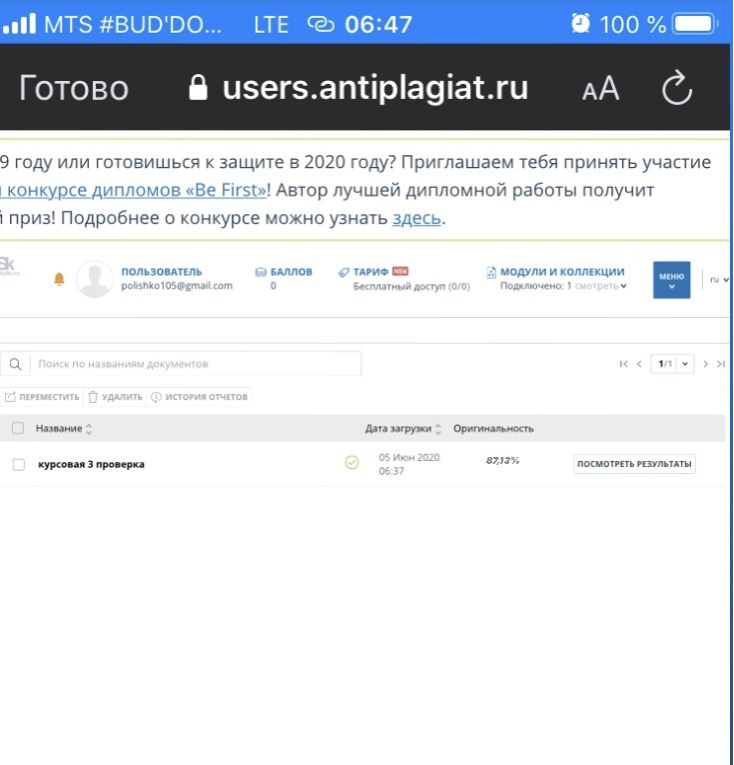 MTS #BUD'DO... LTE 06:47 100 %
Готово users.antiplagiat.ru AA
9 году или готовишься к защите в 2020 году? Приглашаем тебя принять участие
конкурсе дипломов «Be First»! Автор лучшей дипломной работы получит
й приз! Подробнее о конкурсе можно узнать здесь.
Sk
ПОЛЬЗОВАТЕЛЬ БАЛЛОВ ТАРИФ NEW МОДУЛИ И КОЛЛЕКЦИИ МЕНЮ ru
polishko105@gmail.com 0 Бесплатный доступ (0/0) Подключено: 1 смотреть
Поиск по названиям документов 1/1
ПЕРЕМЕСТИТЬ УДАЛИТЬ ИСТОРИЯ ОТЧЕТОВ
Название Дата загрузки Оригинальность
курсовая 3 проверка 05 Июн 2020 87,13% ПОСМОТРЕТЬ РЕЗУЛЬТАТЫ
06:37